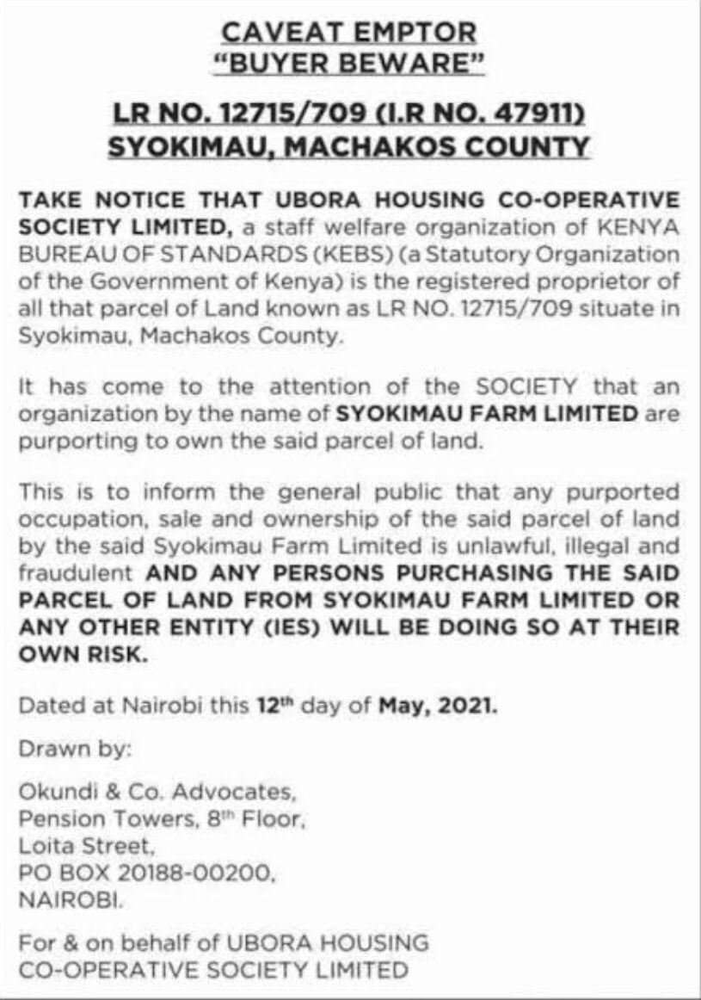 CAVEAT EMPTOR
“BUYER BEWARE”
LR NO. 12715/709 (I.R NO. 47911)
SYOKIMAU, MACHAKOS COUNTY
TAKE NOTICE THAT UBORA HOUSING CO-OPERATIVE
SOCIETY LIMITED, a staff welfare organization of KENYA
BUREAU OF STANDARDS (KEBS) (a Statutory Organization
of the Government of Kenya) is the registered proprietor of
all that parcel of Land known as LR NO. 12715/709 situate in
Syokimau, Machakos County.
It has come to the attention of the SOCIETY that an
organization by the name of SYOKIMAU FARM LIMITED are
purporting to own the said parcel of land.
This is to inform the general public that any purported
occupation, sale and ownership of the said parcel of land
by the said Syokimau Farm Limited is unlawful, illegal and
fraudulent AND ANY PERSONS PURCHASING THE SAID
PARCEL OF LAND FROM SYOKIMAU FARM LIMITED OR
ANY OTHER ENTITY (IES) WILL BE DOING SO AT THEIR
OWN RISK.
Dated at Nairobi this 12th day of May, 2021.
Drawn by:
Okundi & Co. Advocates,
Pension Towers, 8th Floor,
Loita Street,
PO BOX 20188-00200,
NAIROBI.
For & on behalf of UBORA HOUSING
CO-OPERATIVE SOCIETY LIMITED